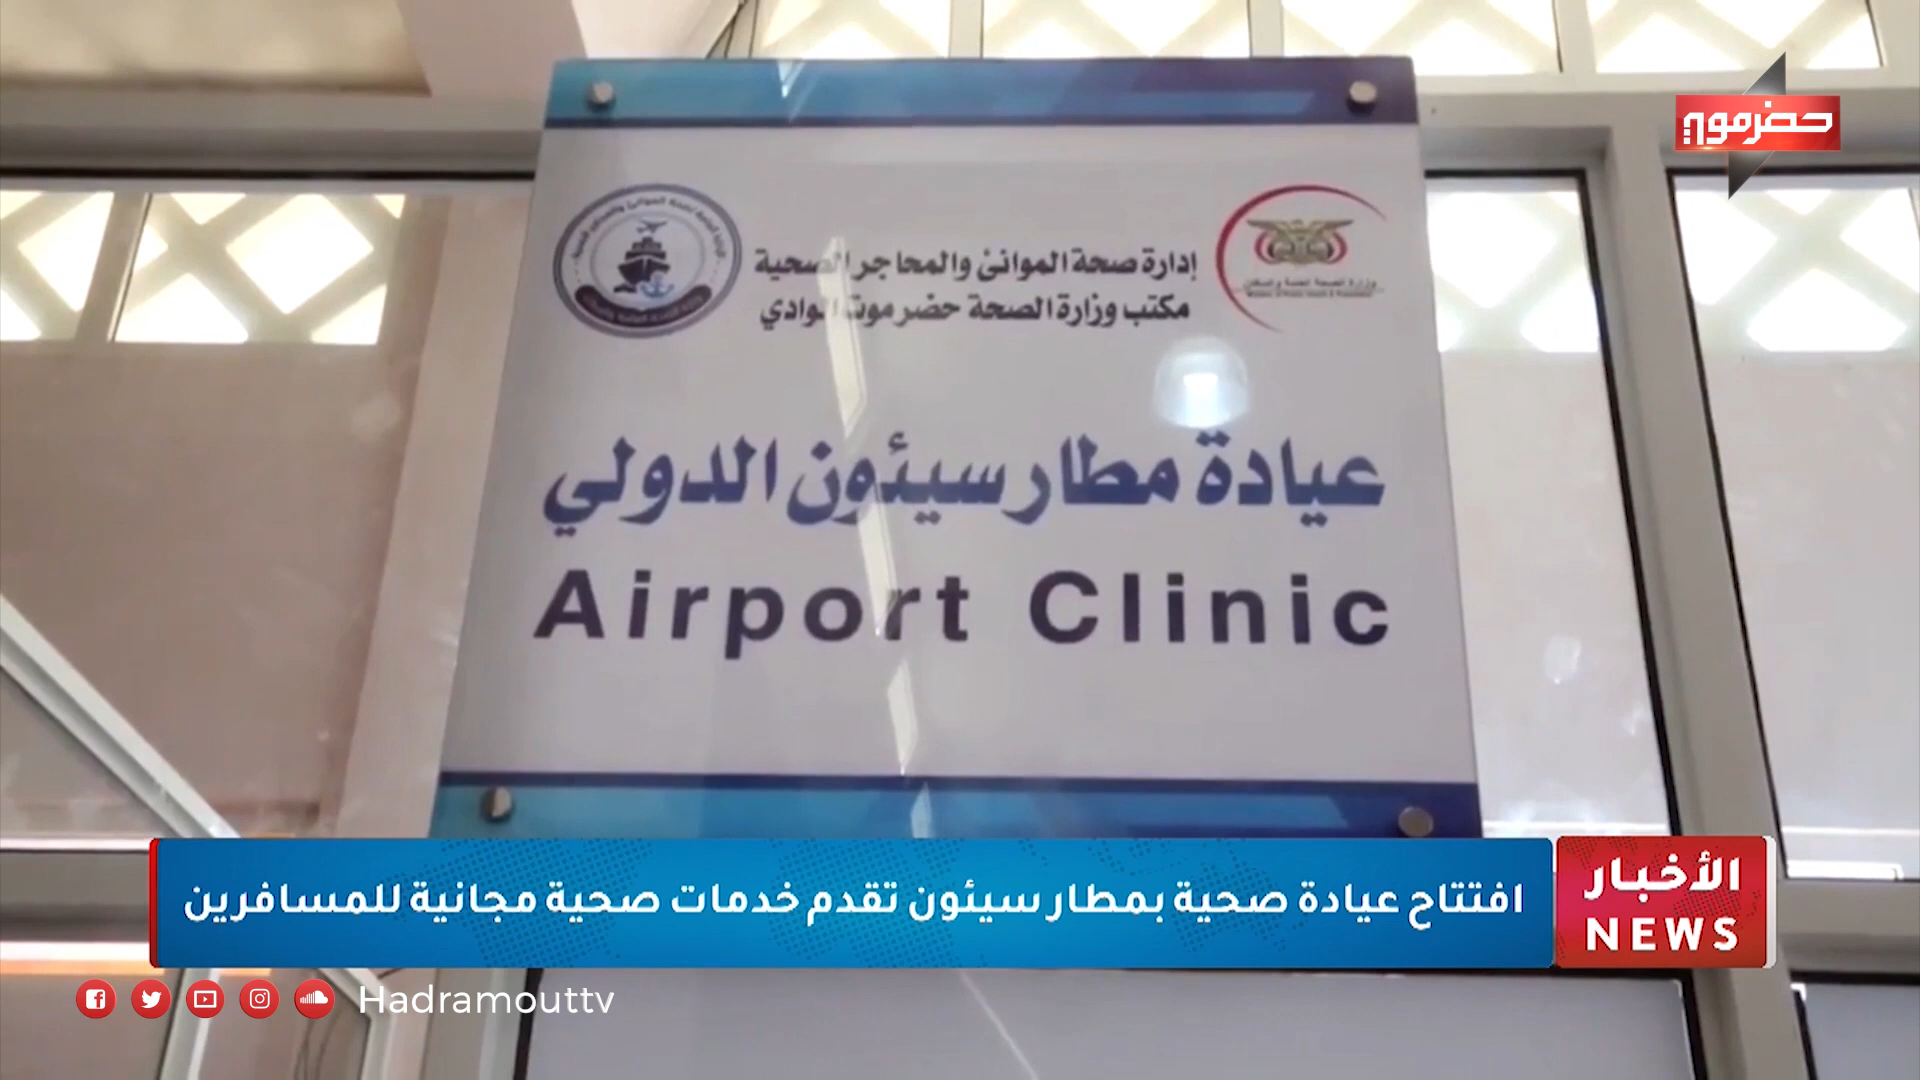 حضرموت
إدارة صحة الموانئ والمحاجر الصحية
مكتب وزارة الصحة حضرموت الوادي
عيادة مطار سيئون الدولي
Airport Clinic
الأخبار
NEWS
افتتاح عيادة صحية بمطار سيئون تقدم خدمات صحية مجانية للمسافرين
Hadramouttv